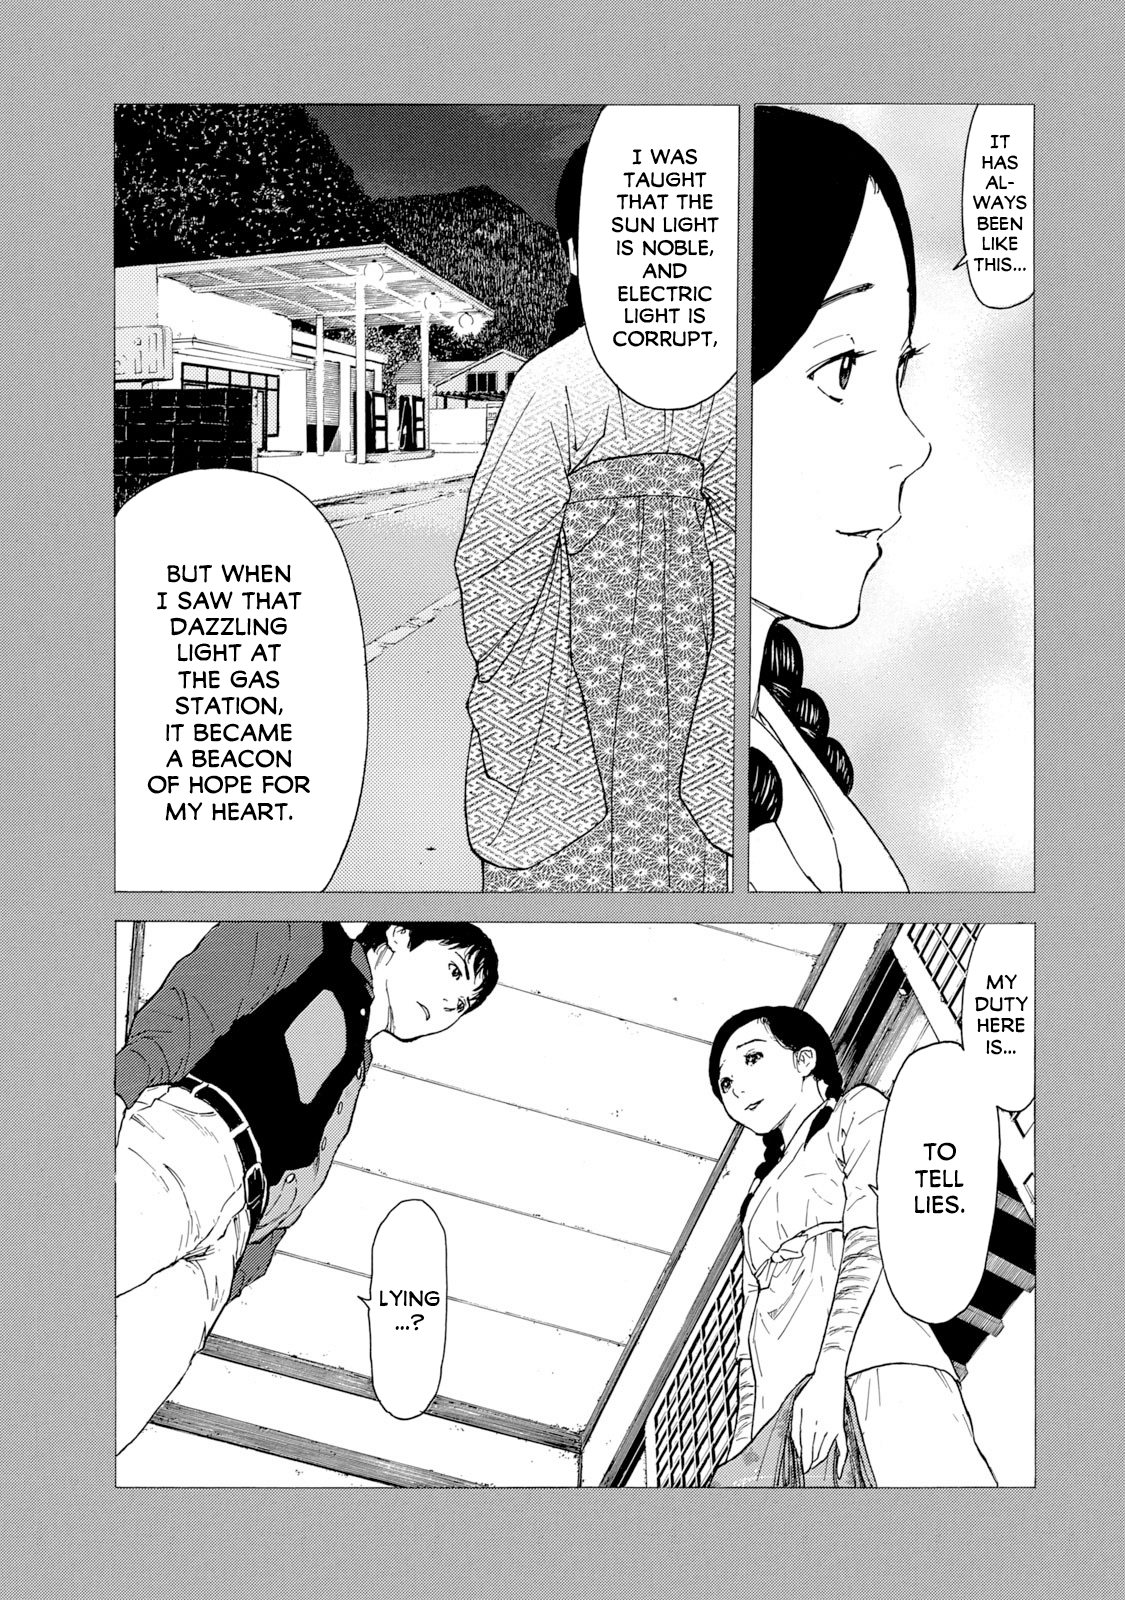 IT
HAS
AL-
WAYS
BEEN
LIKE
THIS...
I WAS
TAUGHT
THAT THE
SUN LIGHT
IS NOBLE,
AND
ELECTRIC
LIGHT IS
CORRUPT,
BUT WHEN
I SAW THAT
DAZZLING
LIGHT AT
THE GAS
STATION,
IT BECAME
A BEACON
OF HOPE FOR
MY HEART.
MY
DUTY
HERE
IS...
TO
TELL
LIES.
LYING
...?